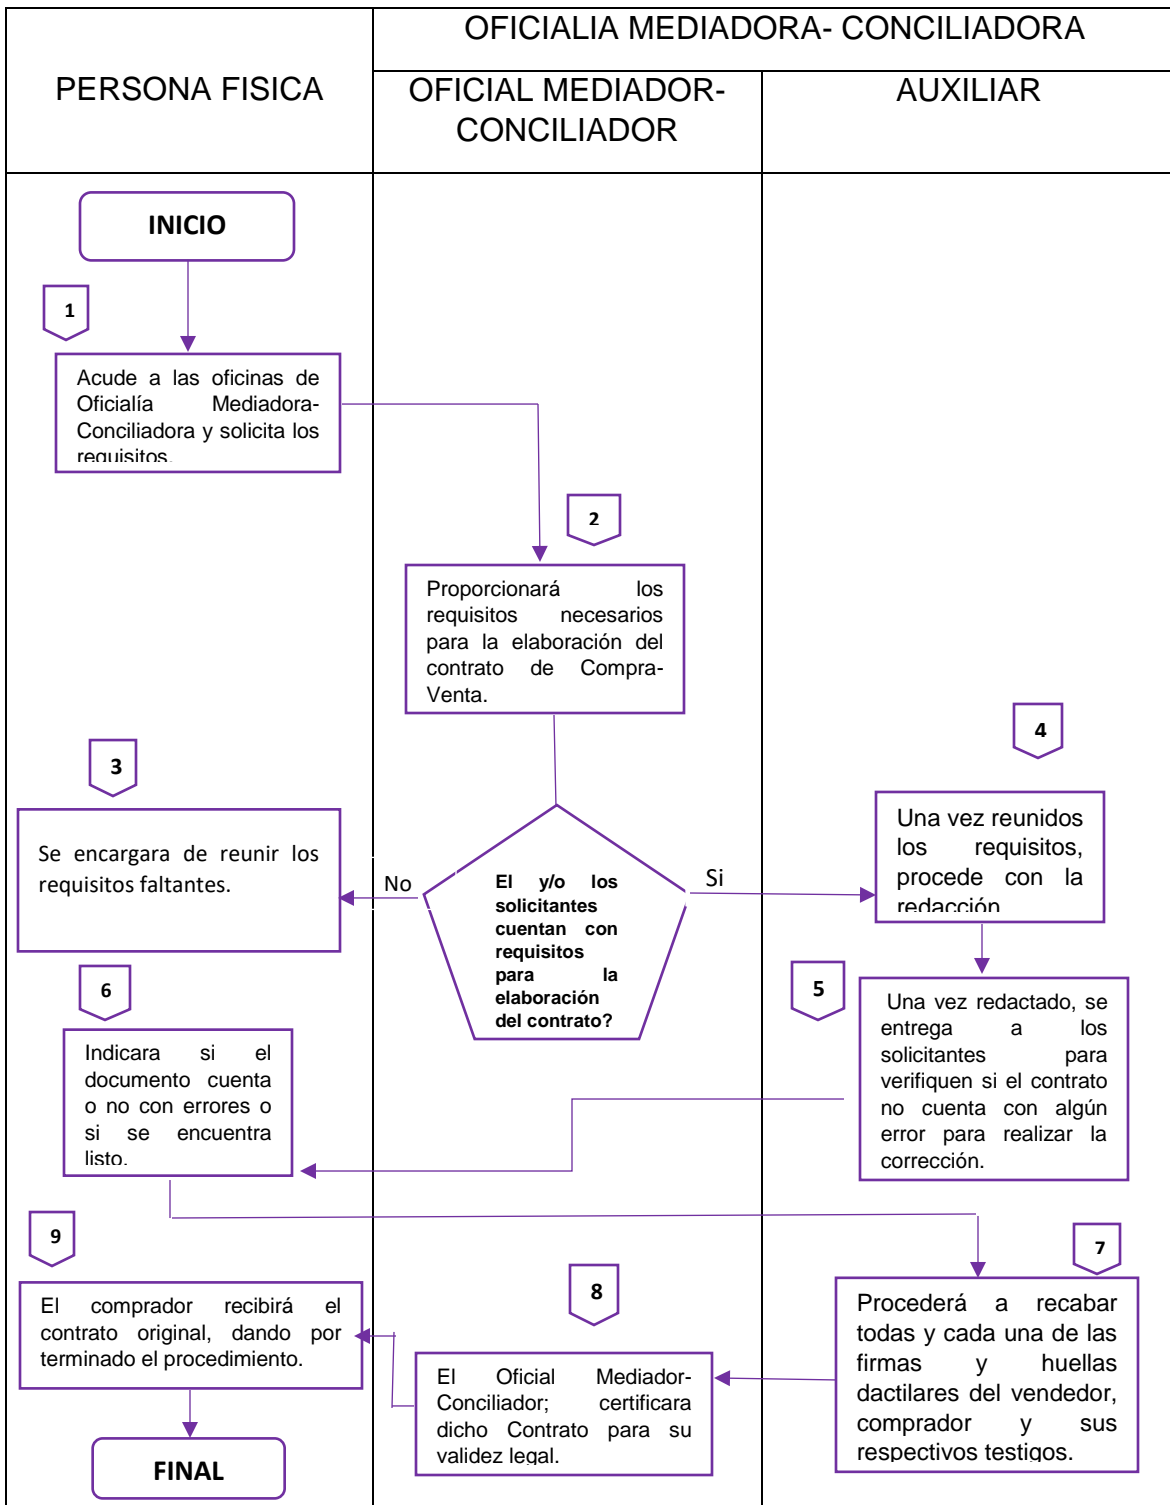 OFICIALIA MEDIADORA- CONCILIADORA
PERSONA FISICA
OFICIAL MEDIADOR-
CONCILIADOR
AUXILIAR
INICIO
1
Acude a las oficinas de
Oficialía Mediadora-
Conciliadora y solicita los
requisitos.
2
Proporcionará los
requisitos necesarios
para la elaboración del
contrato de Compra-
Venta.
3
Se encargara de reunir los
requisitos faltantes.
No
El y/o los
solicitantes
cuentan con
requisitos
para la
elaboración
del contrato?
Si
4
Una vez reunidos
los requisitos,
procede con la
redacción
5
Una vez redactado, se
entrega a los
solicitantes para
verifiquen si el contrato
no cuenta con algún
error para realizar la
corrección.
6
Indicara si el
documento cuenta
o no con errores o
si se encuentra
listo.
7
Procederá a recabar
todas y cada una de las
firmas y huellas
dactilares del vendedor,
comprador y sus
respectivos testigos.
8
El Oficial Mediador-
Conciliador; certificara
dicho Contrato para su
validez legal.
9
El comprador recibirá el
contrato original, dando por
terminado el procedimiento.
FINAL